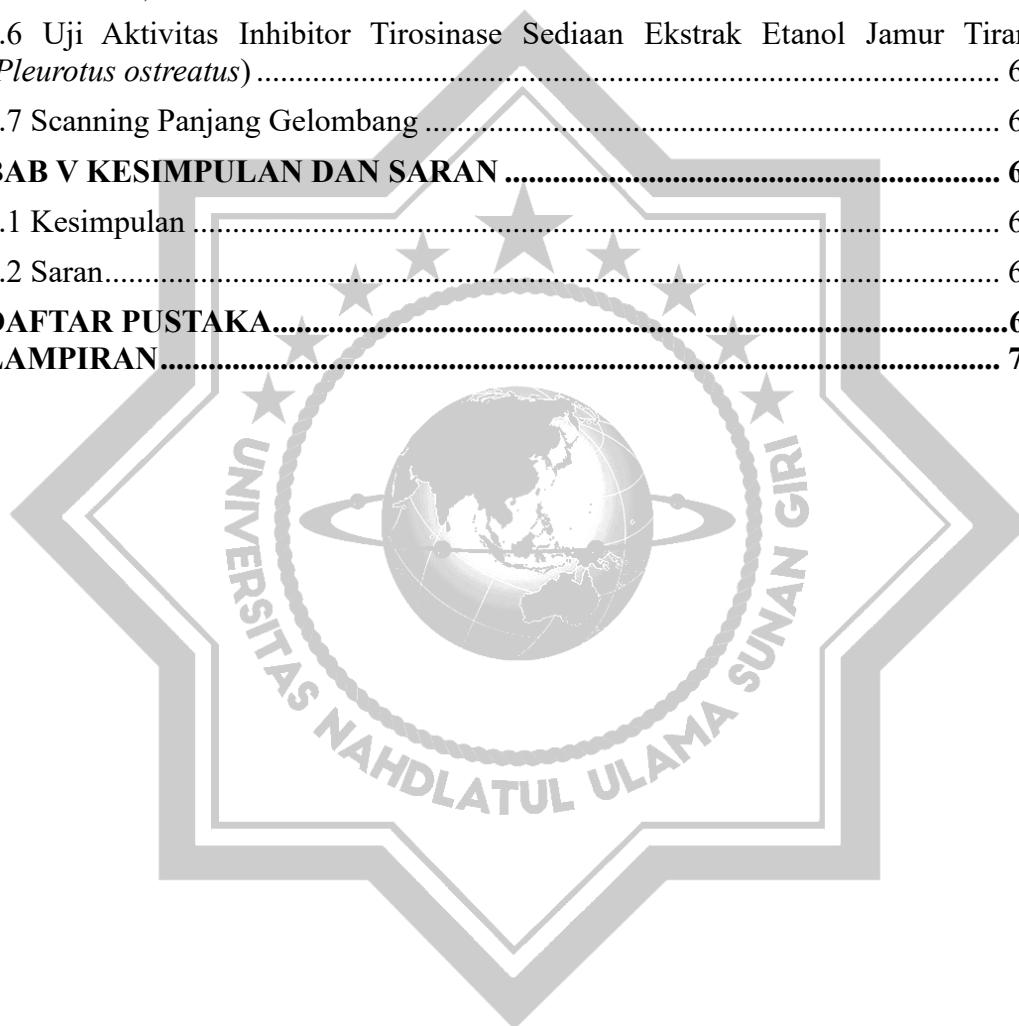 .6 Uji Aktivitas Inhibitor Tirosinase Sediaan Ekstrak Etanol Jamur Tiram
Pleurotus ostreatus) ........................................................................................... 6
.7 Scanning Panjang Gelombang ........................................................................ 6
BAB V KESIMPULAN DAN SARAN .............................................................. 6
.1 Kesimpulan ..................................................................................................... 6
.2 Saran................................................................................................................ 6
DAFTAR PUSTAKA............................................................................................6
LAMPIRAN......................................................................................................... 7
UNIVERSITAS NAHDLATUL ULAMA SUNAN GIRI